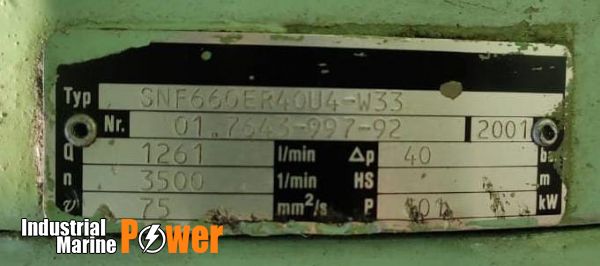 Typ SNF660ER40U4-W33
Nr. 01.7643-997-92 2001
Q 1261 l/min Δp 40
n 3500 1/min HS m
ν 75 mm²/s P kW
Industrial
Marine Power